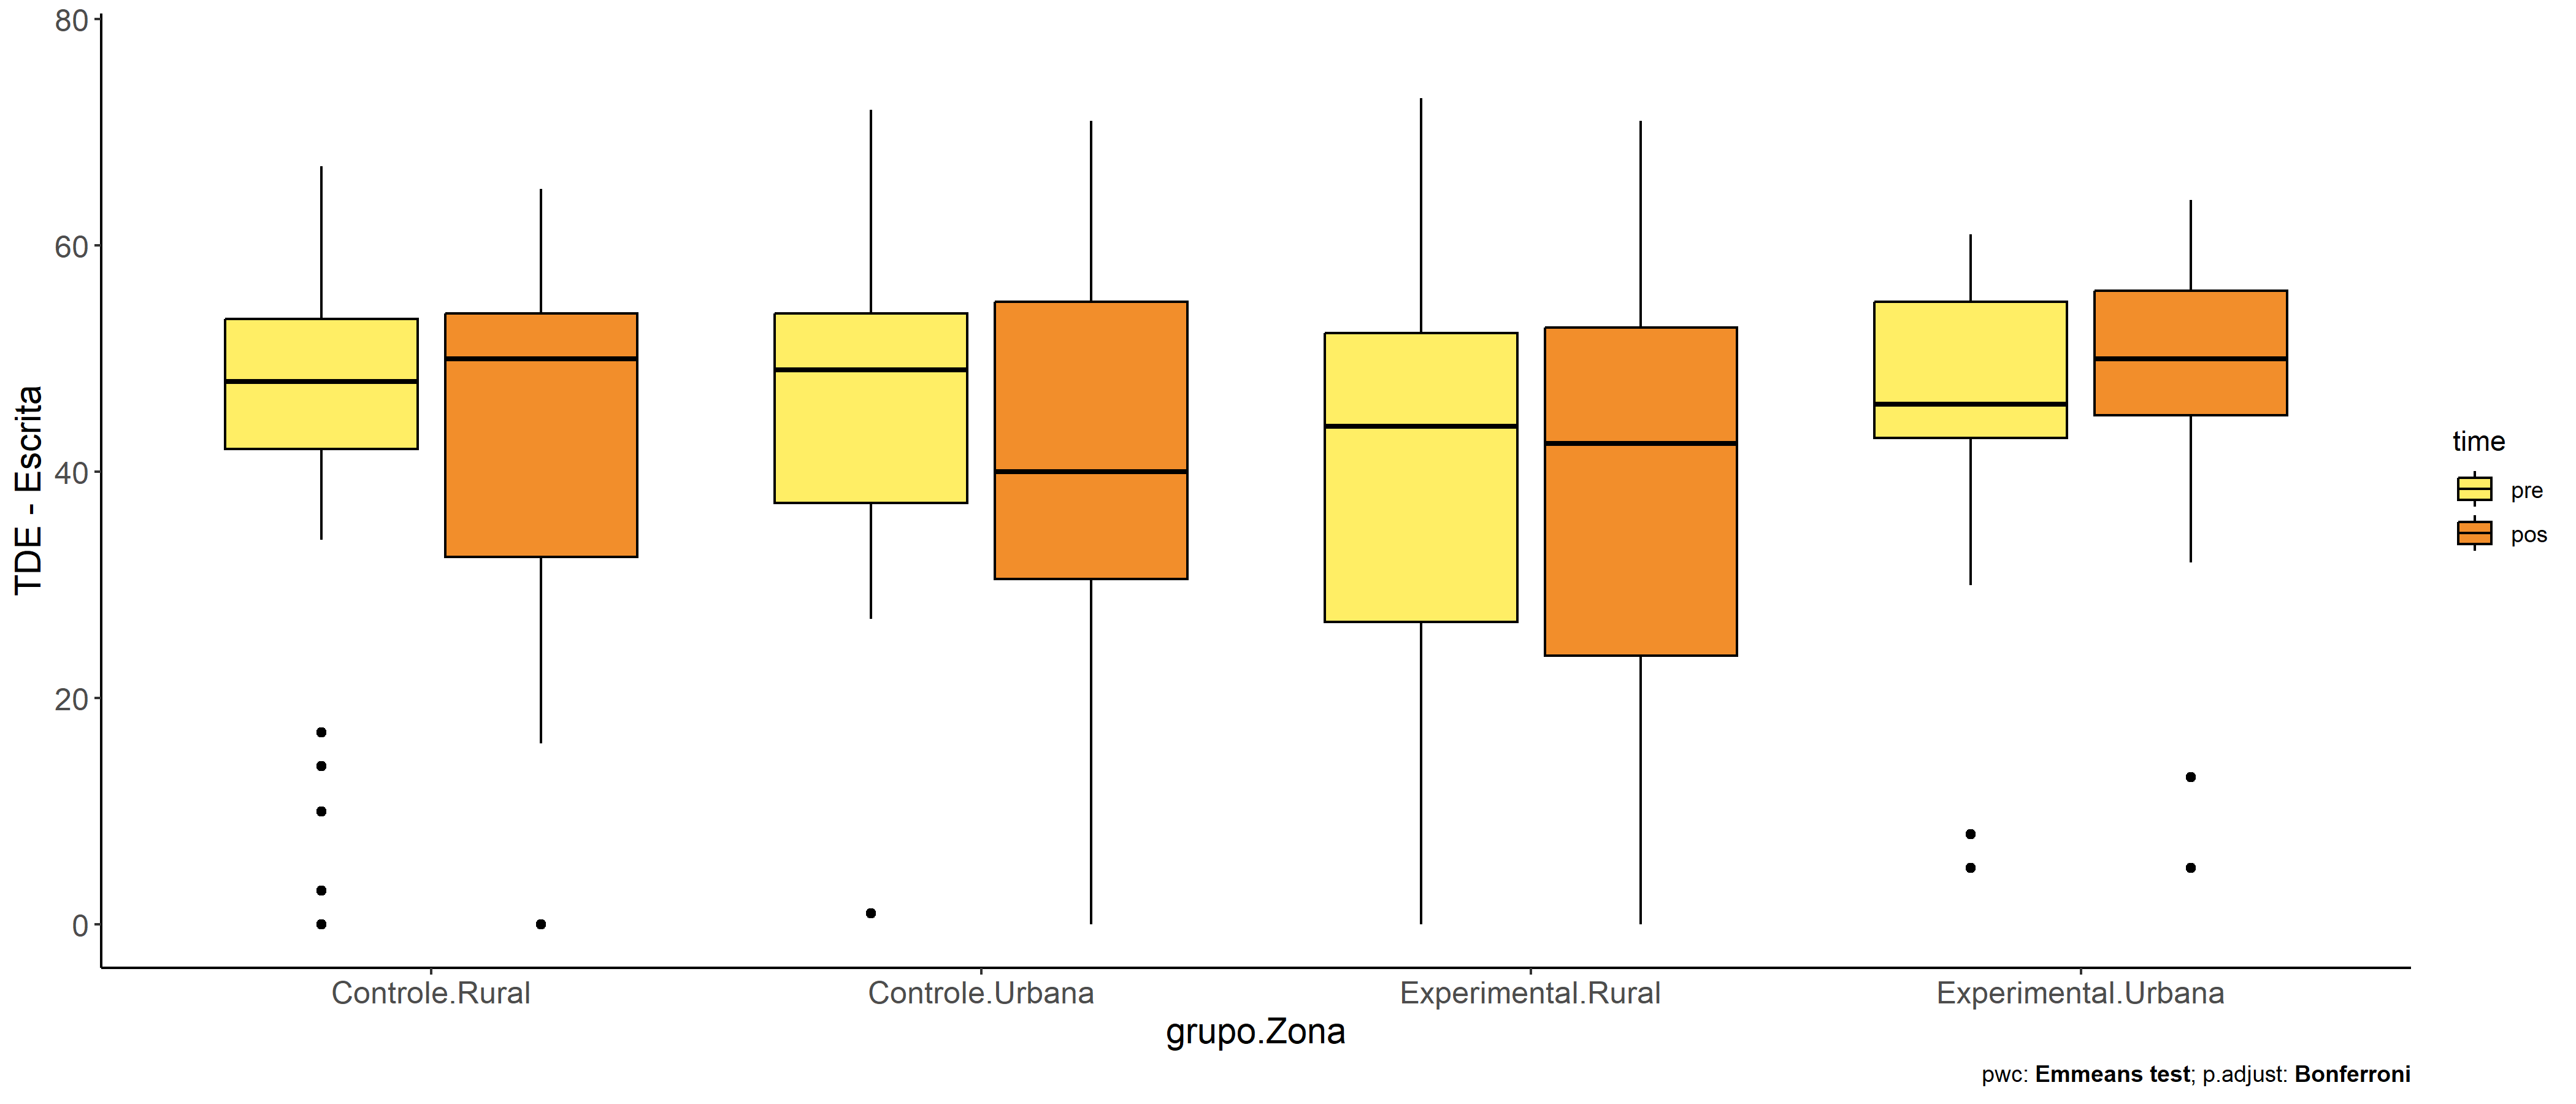 80
60
40
20
0
TDE - Escrita
Controle.Rural
Controle.Urbana
Experimental.Rural
Experimental.Urbana
grupo.Zona
time
pre
pos
pwc: Emmeans test; p.adjust: Bonferroni